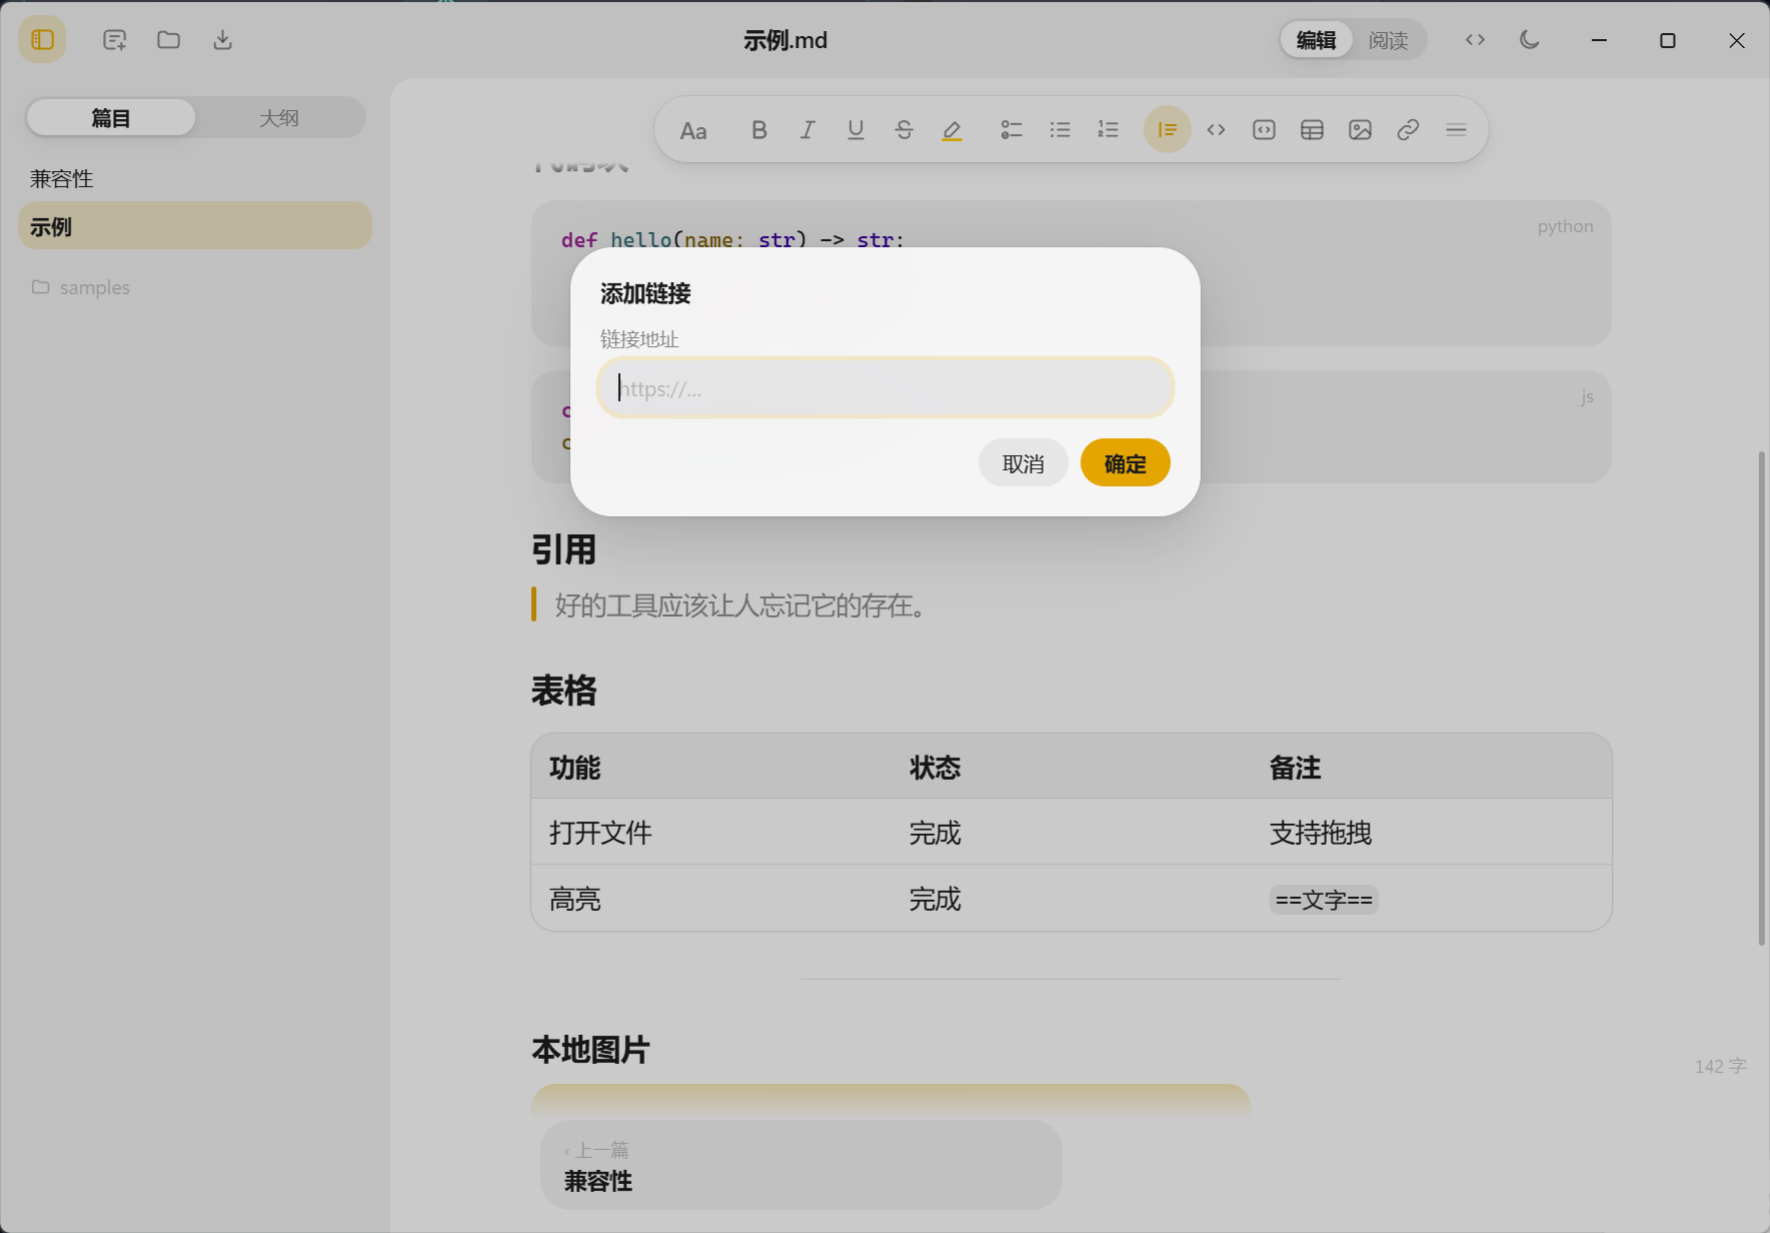 示例.md
编辑
阅读
篇目
大纲
兼容性
示例
samples
Aa
B
I
U
S
python
def hello(name: str) -> str:
js
添加链接
链接地址
https://...
取消
确定
引用
好的工具应该让人忘记它的存在。
表格
功能 状态 备注
打开文件 完成 支持拖拽
高亮 完成 ==文字==
本地图片
142 字
‹ 上一篇
兼容性